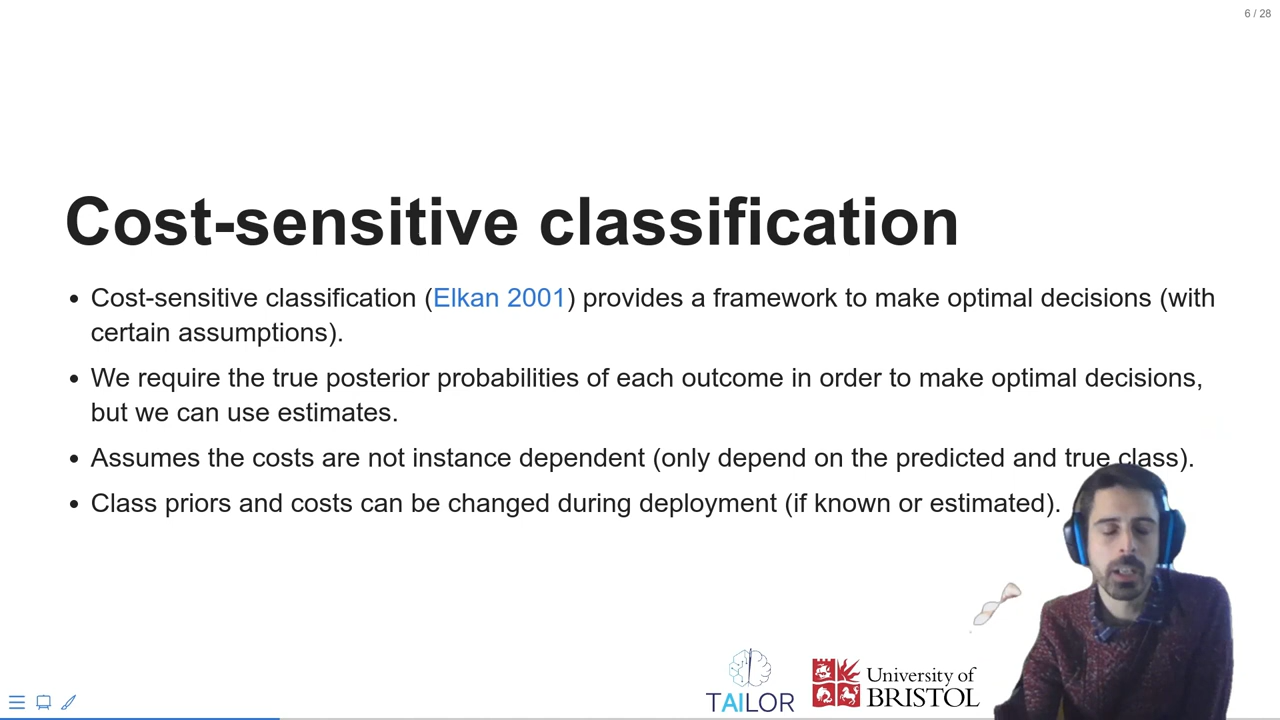 6 / 28
Cost-sensitive classification
• Cost-sensitive classification (Elkan 2001) provides a framework to make optimal decisions (with
certain assumptions).
• We require the true posterior probabilities of each outcome in order to make optimal decisions,
but we can use estimates.
• Assumes the costs are not instance dependent (only depend on the predicted and true class).
• Class priors and costs can be changed during deployment (if known or estimated).
TAILOR
University of
BRISTOL